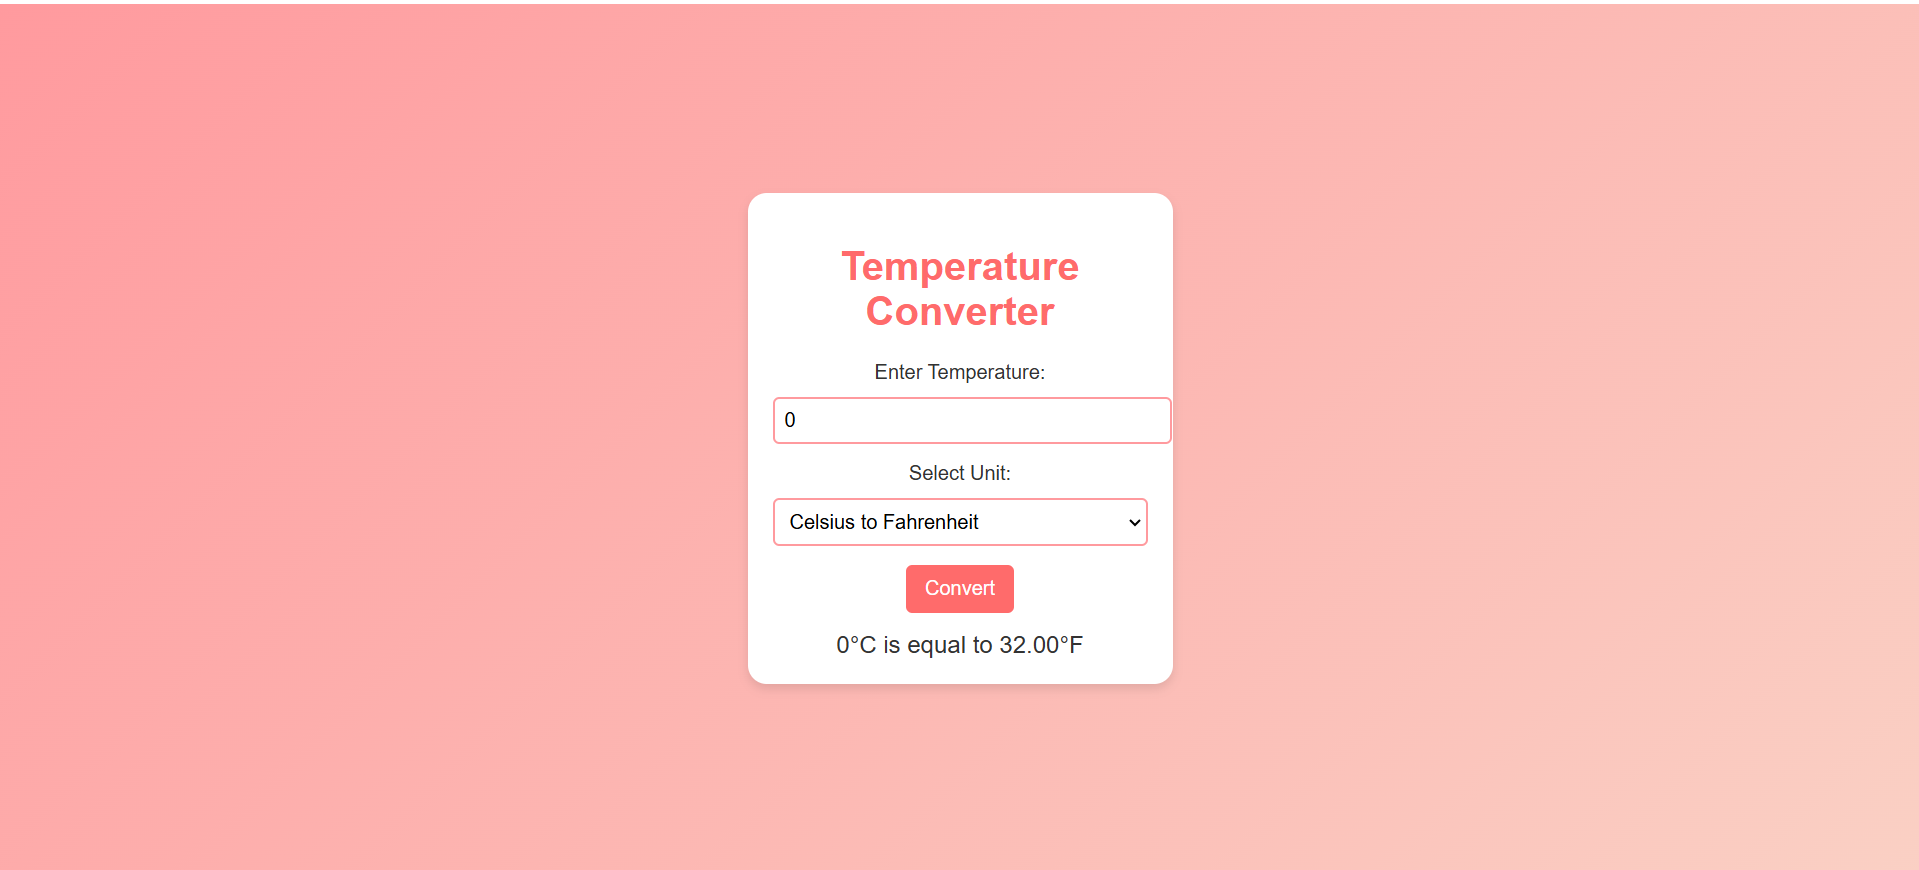 Temperature
Converter
Enter Temperature:
0
Select Unit:
Celsius to Fahrenheit
Convert
0°C is equal to 32.00°F